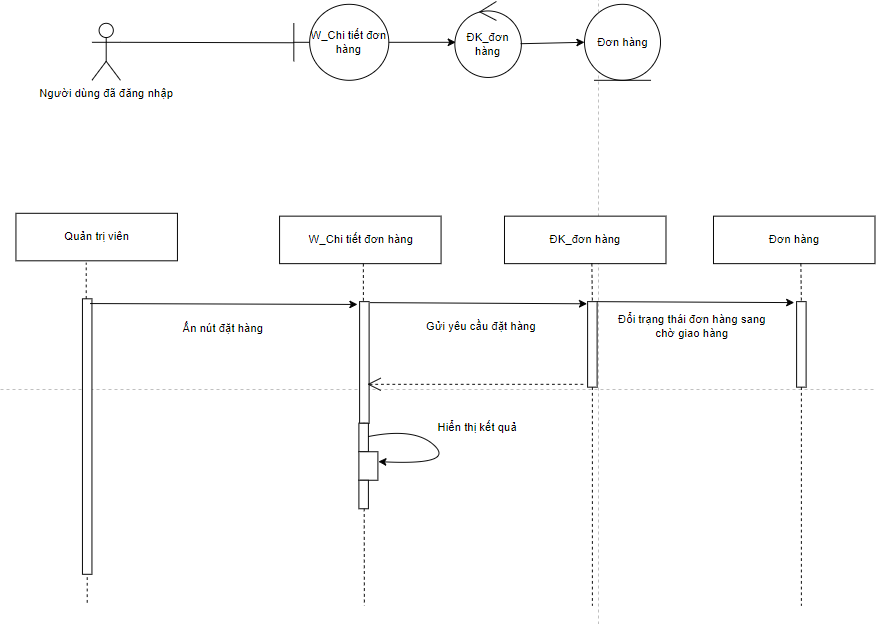 W_Chi tiết đơn
hàng
ĐK_đơn
hàng
Đơn hàng
Người dùng đã đăng nhập
Quản trị viên
W_Chi tiết đơn hàng
ĐK_đơn hàng
Đơn hàng
Ấn nút đặt hàng
Gửi yêu cầu đặt hàng
Đổi trạng thái đơn hàng sang
chờ giao hàng
Hiển thị kết quả